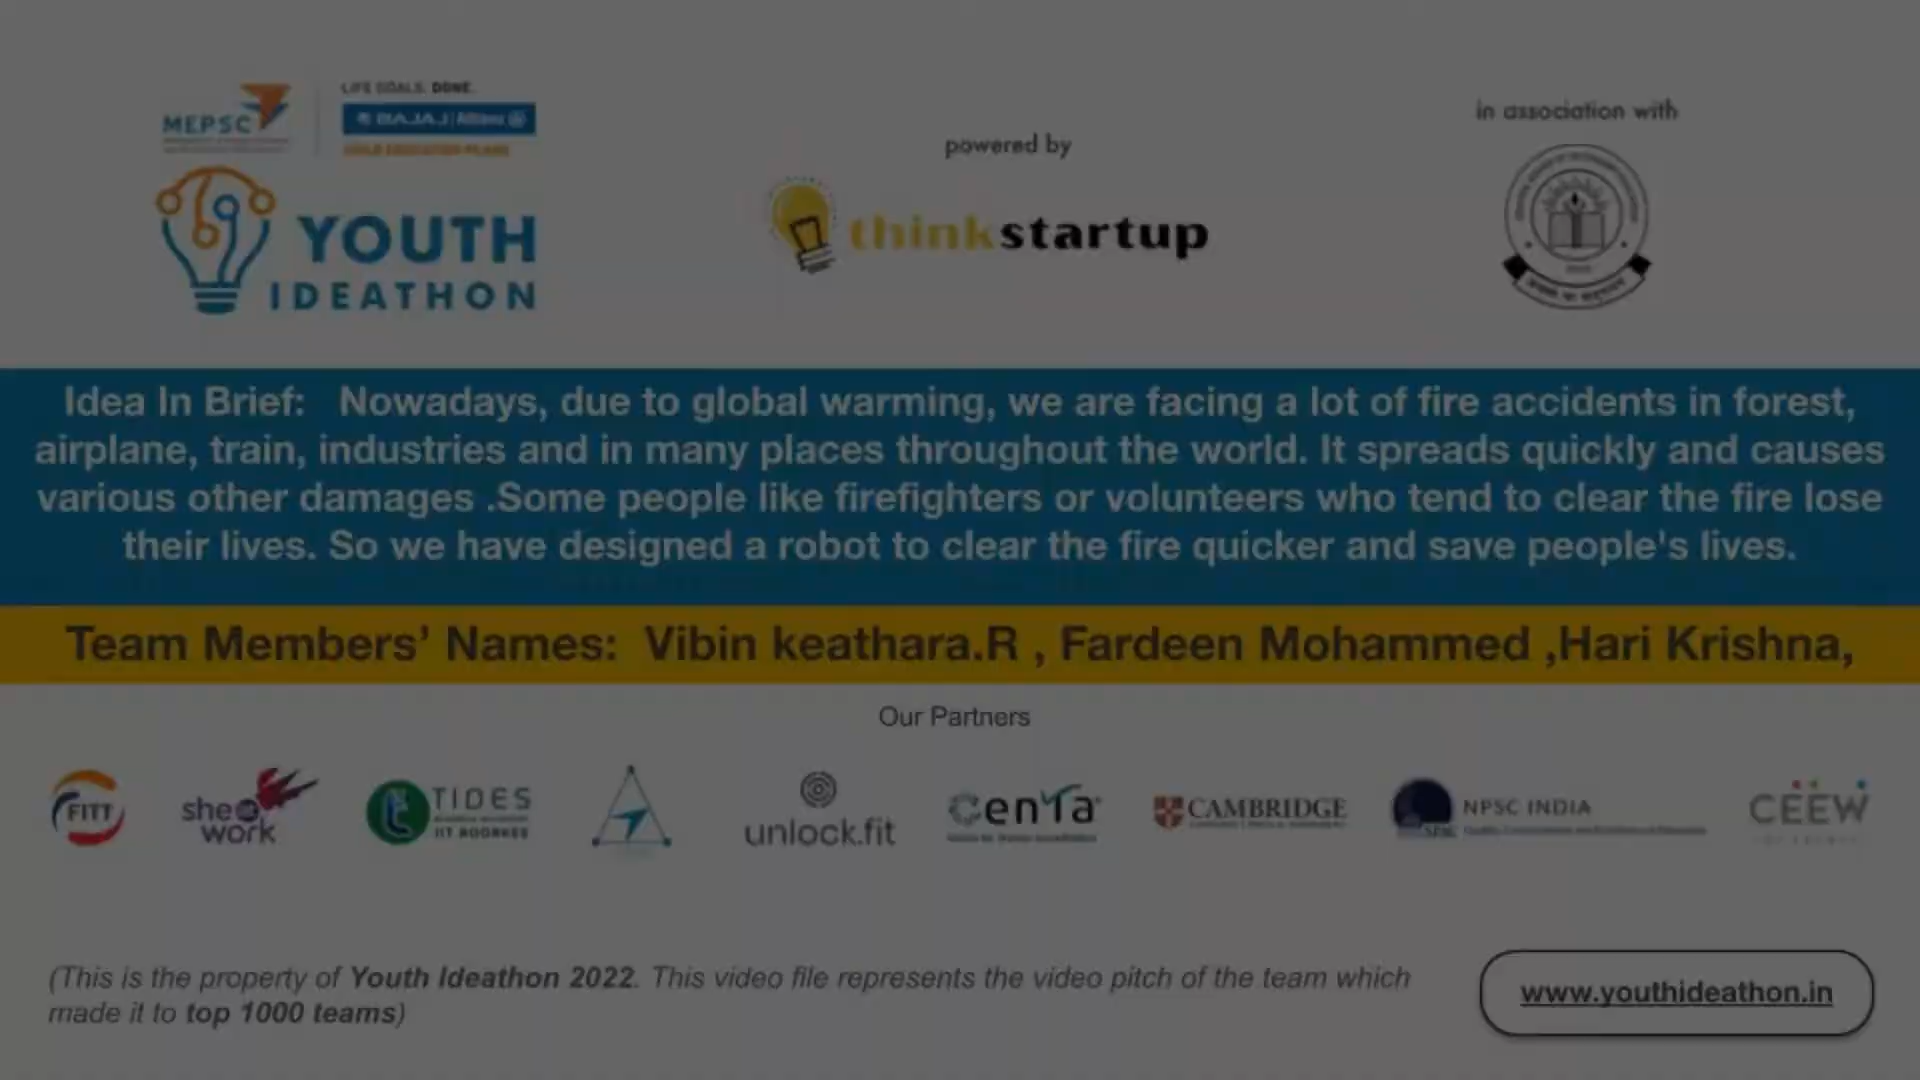 MEPSC
LIFE GOALS. DONE.
BAJAJ Allianz
YOUTH
IDEATHON
powered by
thinkstartup
in association with
Idea In Brief: Nowadays, due to global warming, we are facing a lot of fire accidents in forest,
airplane, train, industries and in many places throughout the world. It spreads quickly and causes
various other damages .Some people like firefighters or volunteers who tend to clear the fire lose
their lives. So we have designed a robot to clear the fire quicker and save people's lives.
Team Members’ Names: Vibin keathara.R , Fardeen Mohammed ,Hari Krishna,
Our Partners
FITT
she at work
TIDES
IIT ROORKEE
unlock.fit
CenTa
CAMBRIDGE
NPSC INDIA
CEEW
(This is the property of Youth Ideathon 2022. This video file represents the video pitch of the team which
made it to top 1000 teams)
www.youthideathon.in